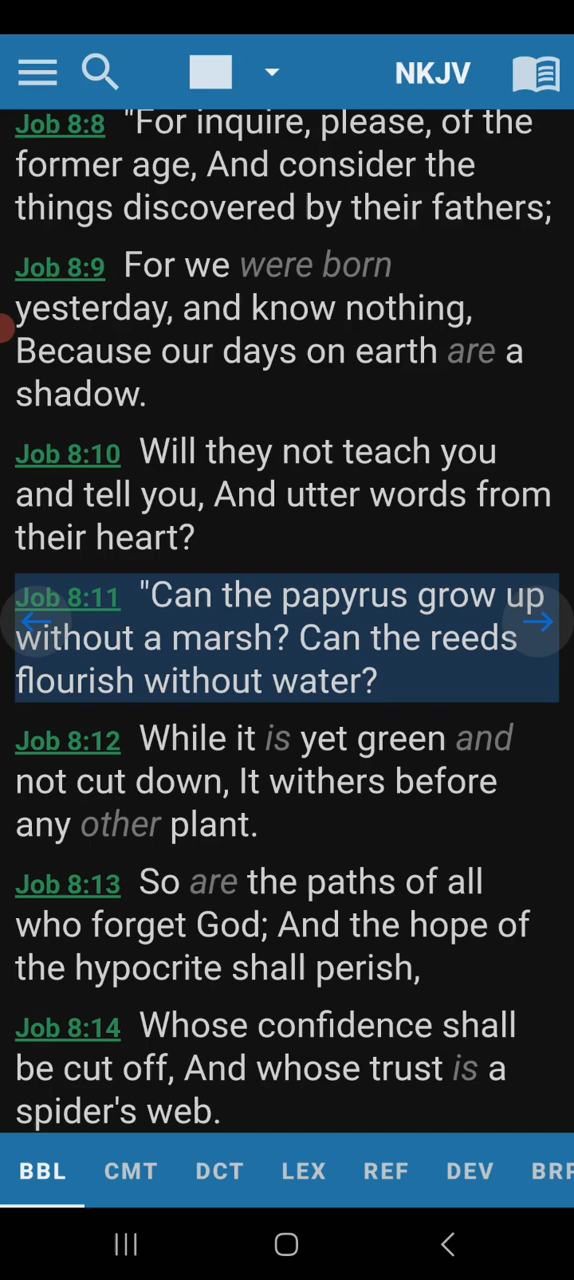 NKJV
Job 8:8 "For inquire, please, of the
former age, And consider the
things discovered by their fathers;
Job 8:9 For we were born
yesterday, and know nothing,
Because our days on earth are a
shadow.
Job 8:10 Will they not teach you
and tell you, And utter words from
their heart?
Job 8:11 "Can the papyrus grow up
without a marsh? Can the reeds
flourish without water?
Job 8:12 While it is yet green and
not cut down, It withers before
any other plant.
Job 8:13 So are the paths of all
who forget God; And the hope of
the hypocrite shall perish,
Job 8:14 Whose confidence shall
be cut off, And whose trust is a
spider's web.
BBL CMT DCT LEX REF DEV BRP